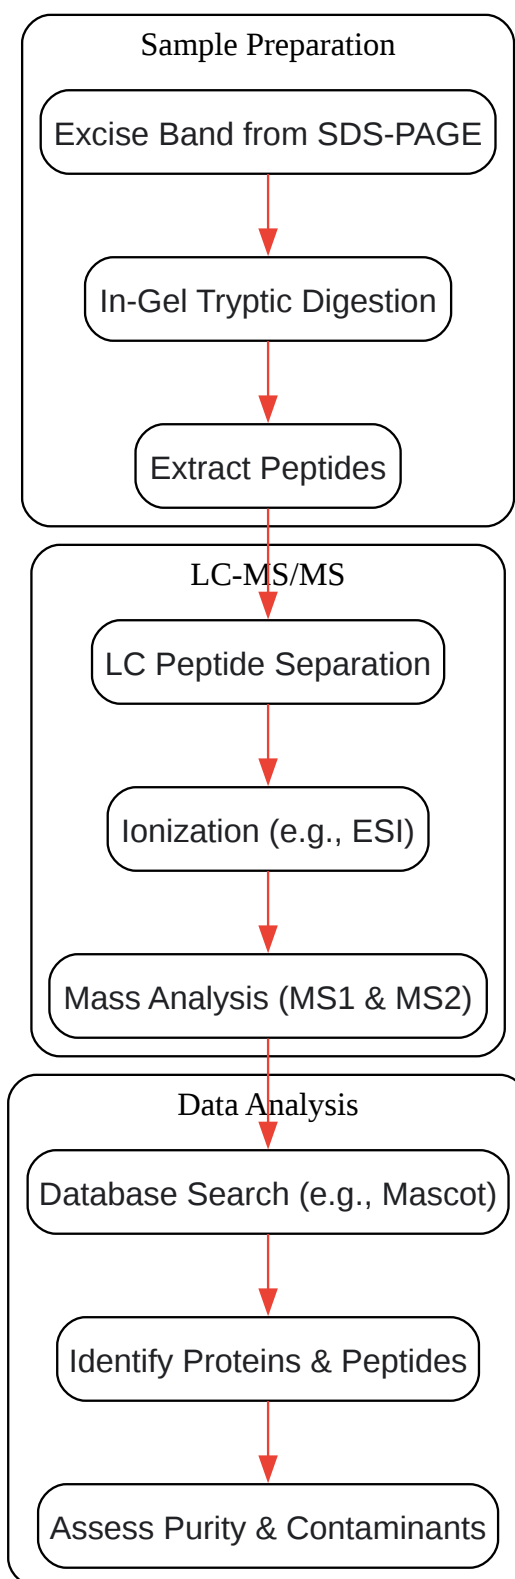 Sample Preparation
Excise Band from SDS-PAGE
In-Gel Tryptic Digestion
Extract Peptides
LC-MS/MS
LC Peptide Separation
Ionization (e.g., ESI)
Mass Analysis (MS1 & MS2)
Data Analysis
Database Search (e.g., Mascot)
Identify Proteins & Peptides
Assess Purity & Contaminants